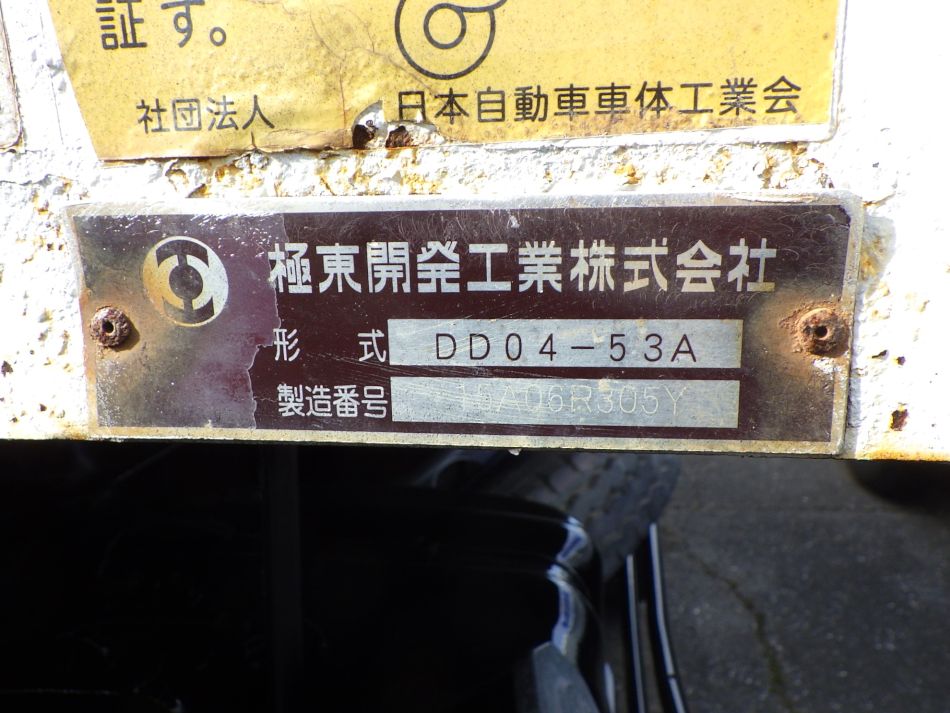 証す。
社団法人 日本自動車車体工業会
極東開発工業株式会社
形 式 DD04-53A
製造番号